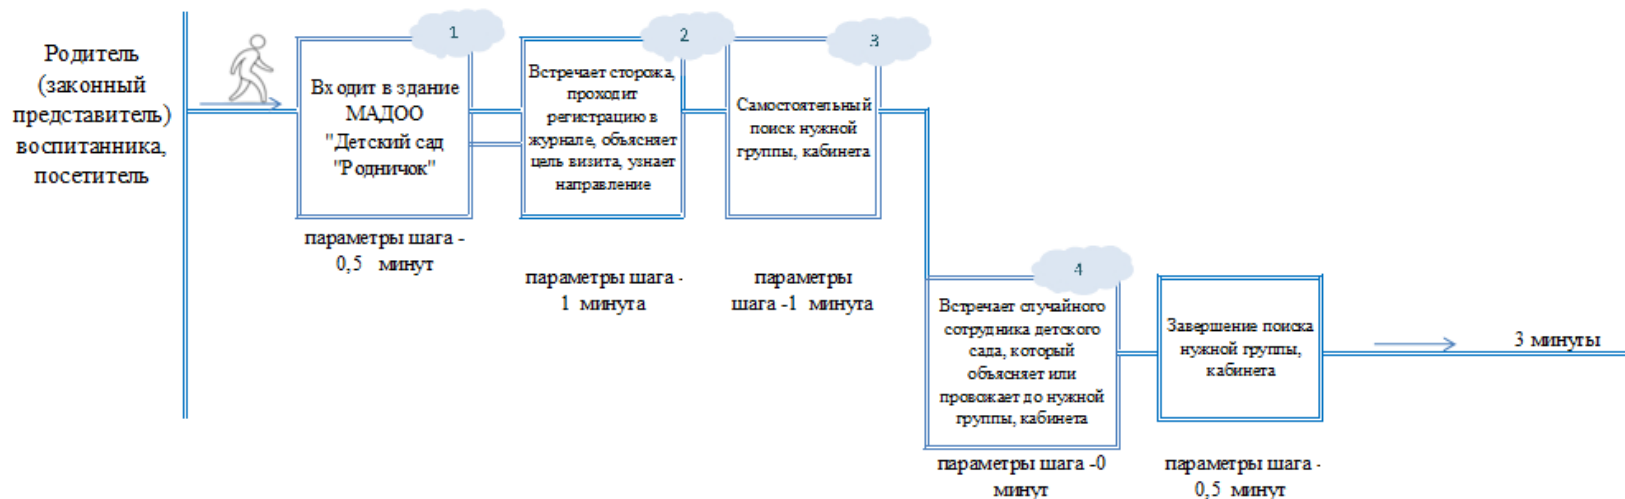 Родитель
(законный
представитель)
воспитанника,
посетитель
1
Входит в здание
МАДОО
"Детский сад
"Родничок"
параметры шага -
0,5 минут
2
Встречает сторожа,
проходит
регистрацию в
журнале, объясняет
цель визита, узнает
направление
параметры шага -
1 минута
3
Самостоятельный
поиск нужной
группы, кабинета
параметры
шага -1 минута
4
Встречает случайного
сотрудника детского
сада, который
объясняет или
провожает до нужной
группы, кабинета
параметры шага -0
минут
Завершение поиска
нужной группы,
кабинета
параметры шага -
0,5 минут
3 минуты